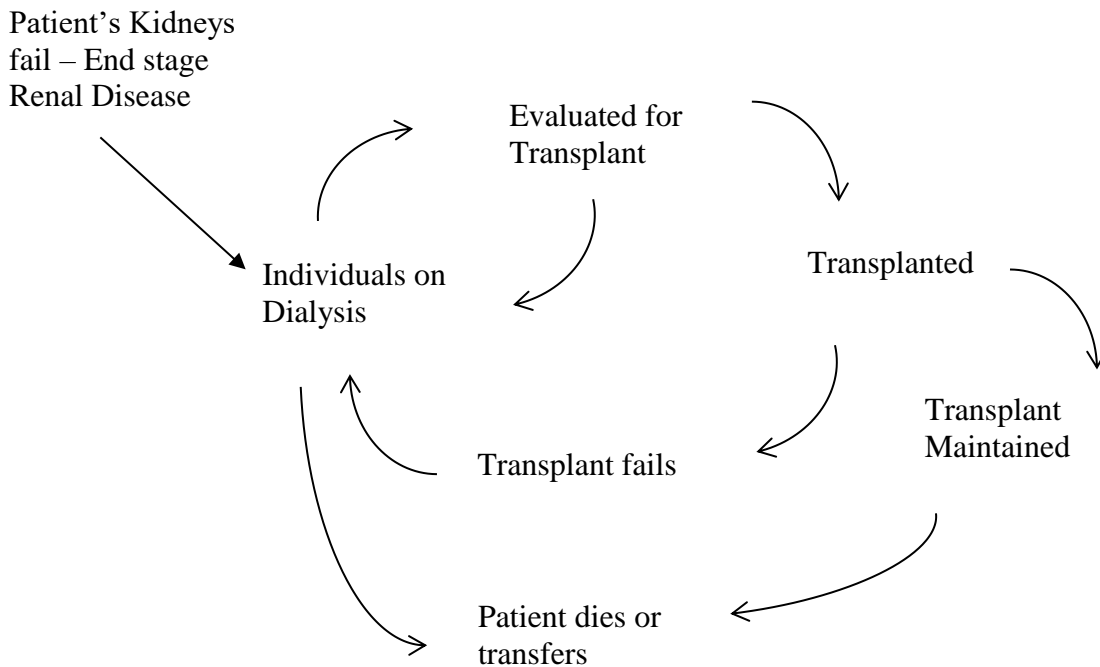 Patient’s Kidneys
fail – End stage
Renal Disease
Evaluated for
Transplant
Individuals on
Dialysis
Transplanted
Transplant
Maintained
Transplant fails
Patient dies or
transfers